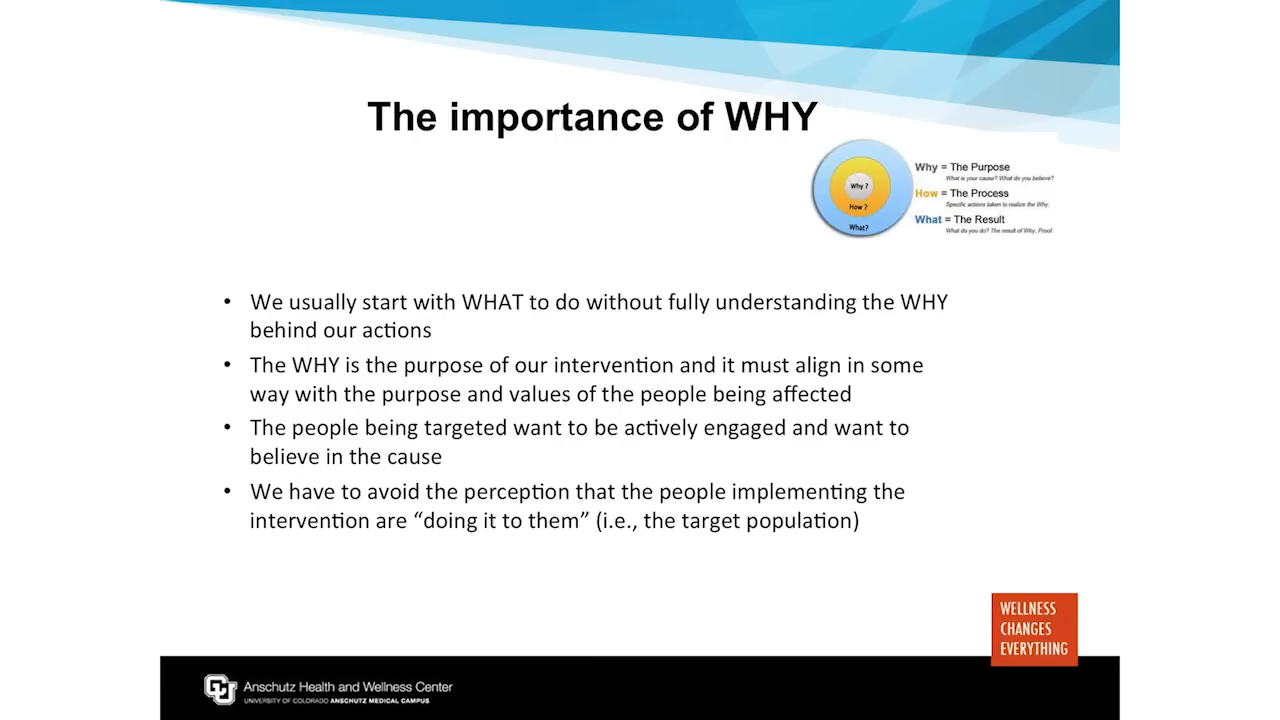 The importance of WHY
Why ?
How ?
What?
Why = The Purpose
What is your cause? What do you believe?
How = The Process
Specific actions taken to realize the Why.
What = The Result
What do you do? The result of Why. Proof.
• We usually start with WHAT to do without fully understanding the WHY
behind our actions
• The WHY is the purpose of our intervention and it must align in some
way with the purpose and values of the people being affected
• The people being targeted want to be actively engaged and want to
believe in the cause
• We have to avoid the perception that the people implementing the
intervention are “doing it to them” (i.e., the target population)
WELLNESS
CHANGES
EVERYTHING
CU
Anschutz Health and Wellness Center
UNIVERSITY OF COLORADO ANSCHUTZ MEDICAL CAMPUS